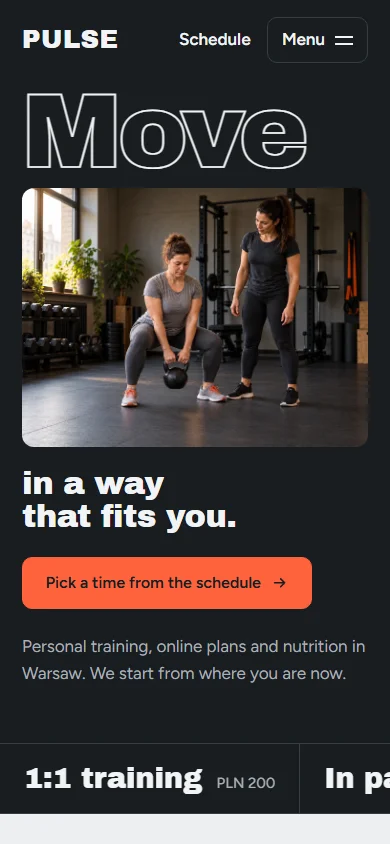 PULSE
Schedule
Menu
Move
in a way
that fits you.
Pick a time from the schedule →
Personal training, online plans and nutrition in
Warsaw. We start from where you are now.
1:1 training PLN 200
In pa